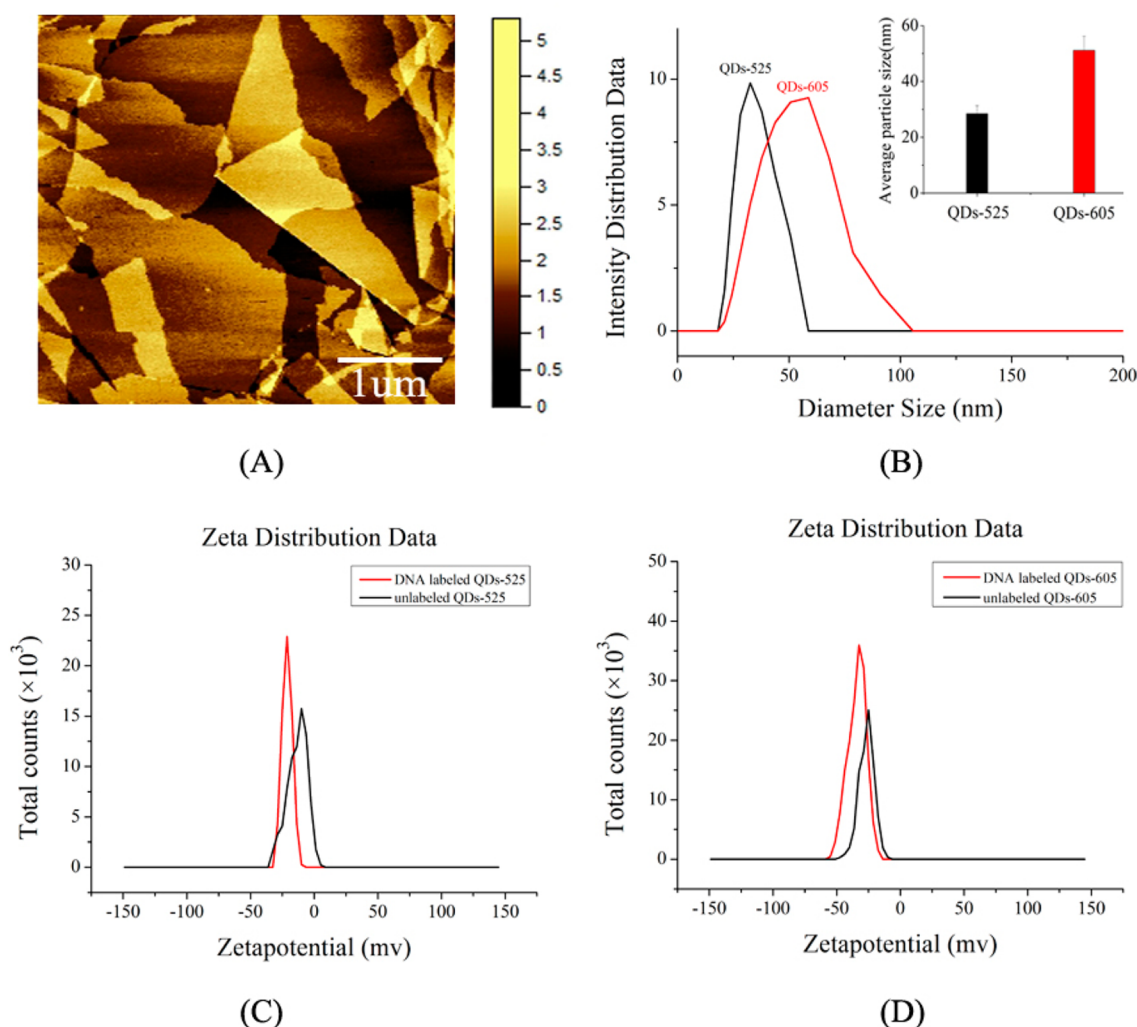 5
4.5
4
3.5
3
2.5
2
1.5
1
0.5
0
1um
(A)
Intensity Distribution Data
10
5
0
QDs-525
QDs-605
0 50 100 150 200
Diameter Size (nm)
Average particle size(nm)
60
40
20
0
QDs-525 QDs-605
(B)
Zeta Distribution Data
Total counts (×10³)
30
25
20
15
10
5
0
DNA labeled QDs-525
unlabeled QDs-525
-150 -100 -50 0 50 100 150
Zetapotential (mv)
(C)
Zeta Distribution Data
Total counts (×10³)
50
40
30
20
10
0
DNA labeled QDs-605
unlabeled QDs-605
-150 -100 -50 0 50 100 150
Zetapotential (mv)
(D)